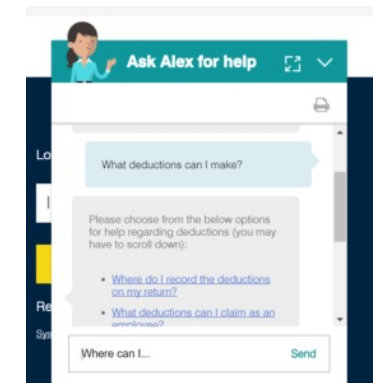 Ask Alex for help
Lo
What deductions can I make?
Please choose from the below options
for help regarding deductions (you may
have to scroll down):
Where do I record the deductions
on my return?
What deductions can I claim as an
employee?
Re
Where can I...
Send